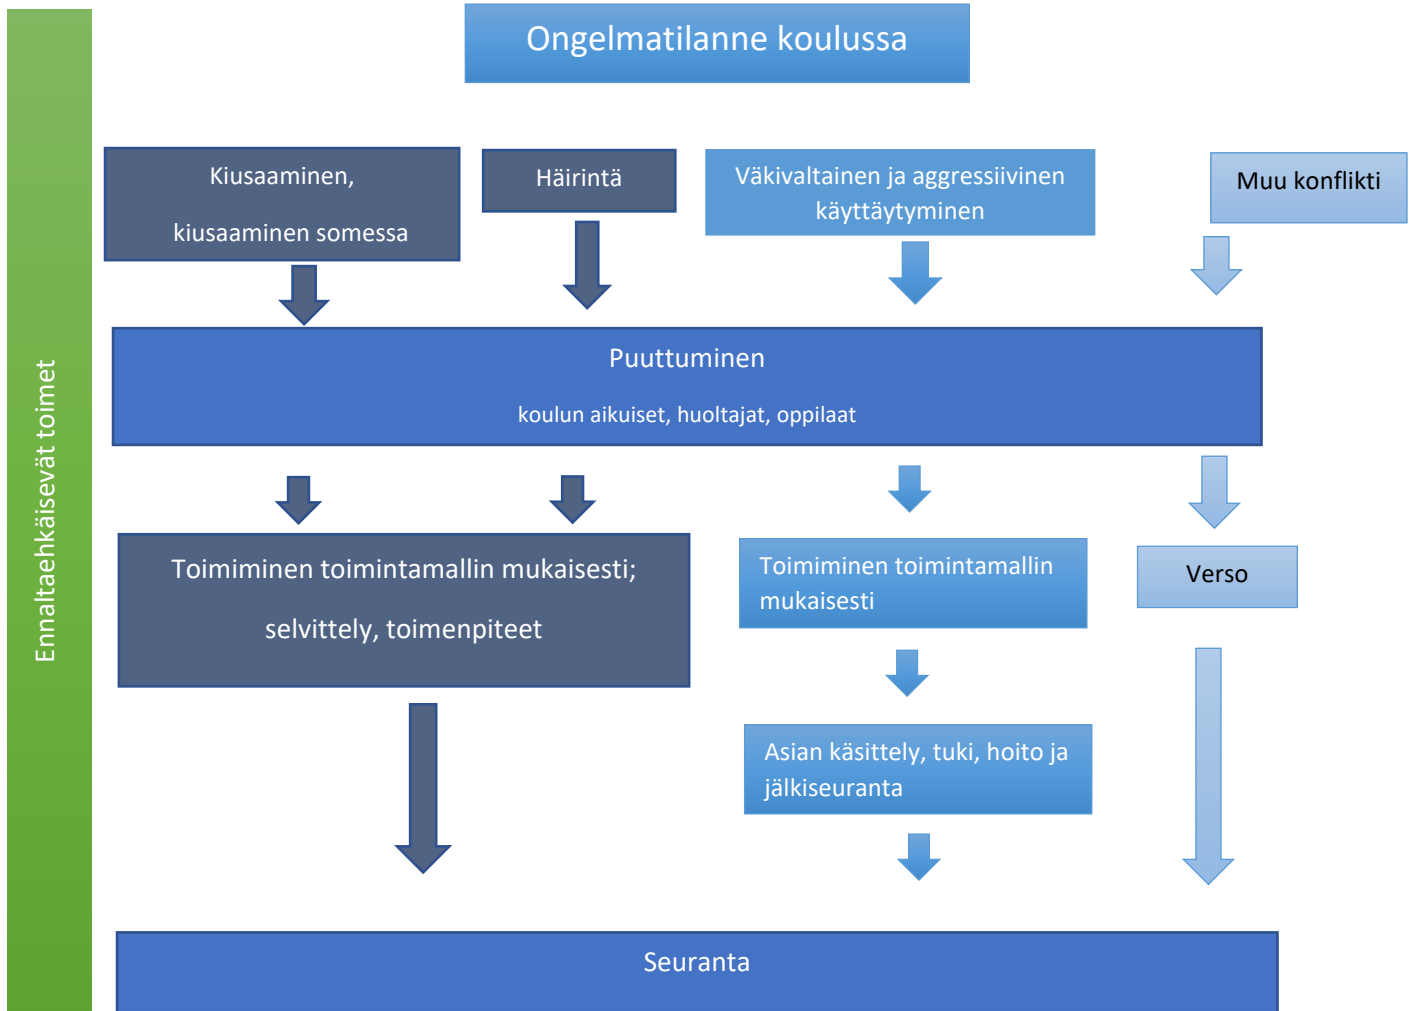 Ongelmatilanne koulussa
Ennaltaehkäisevät toimet
Kiusaaminen,
kiusaaminen somessa
Häirintä
Väkivaltainen ja aggressiivinen
käyttäytyminen
Muu konflikti
Puuttuminen
koulun aikuiset, huoltajat, oppilaat
Toimiminen toimintamallin mukaisesti;
selvittely, toimenpiteet
Toimiminen toimintamallin
mukaisesti
Verso
Asian käsittely, tuki, hoito ja
jälkiseuranta
Seuranta